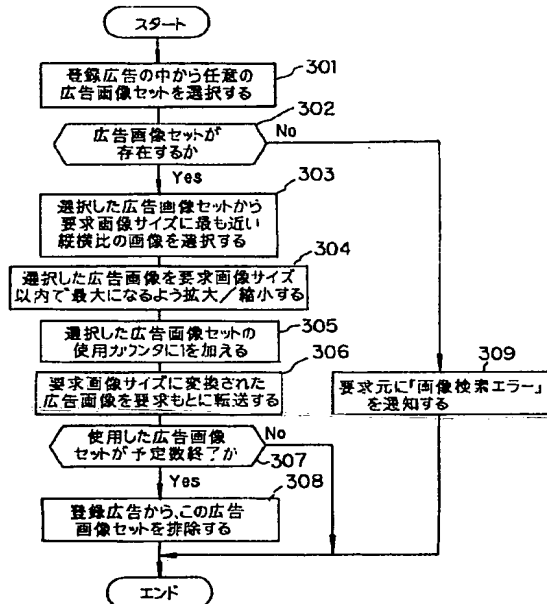 スタート
301
登録広告の中から任意の
広告画像セットを選択する
302
広告画像セットが
存在するか
No
Yes
303
選択した広告画像セットから
要求画像サイズに最も近い
縦横比の画像を選択する
304
選択した広告画像を要求画像サイズ
以内で最大になるよう拡大/縮小する
305
選択した広告画像セットの
使用カウンタに1を加える
306
要求画像サイズに変換された
広告画像を要求もとに転送する
309
要求元に「画像検索エラー」
を通知する
使用した広告画像
セットが予定数終了か
No
307
Yes
308
登録広告から、この広告
画像セットを排除する
エンド